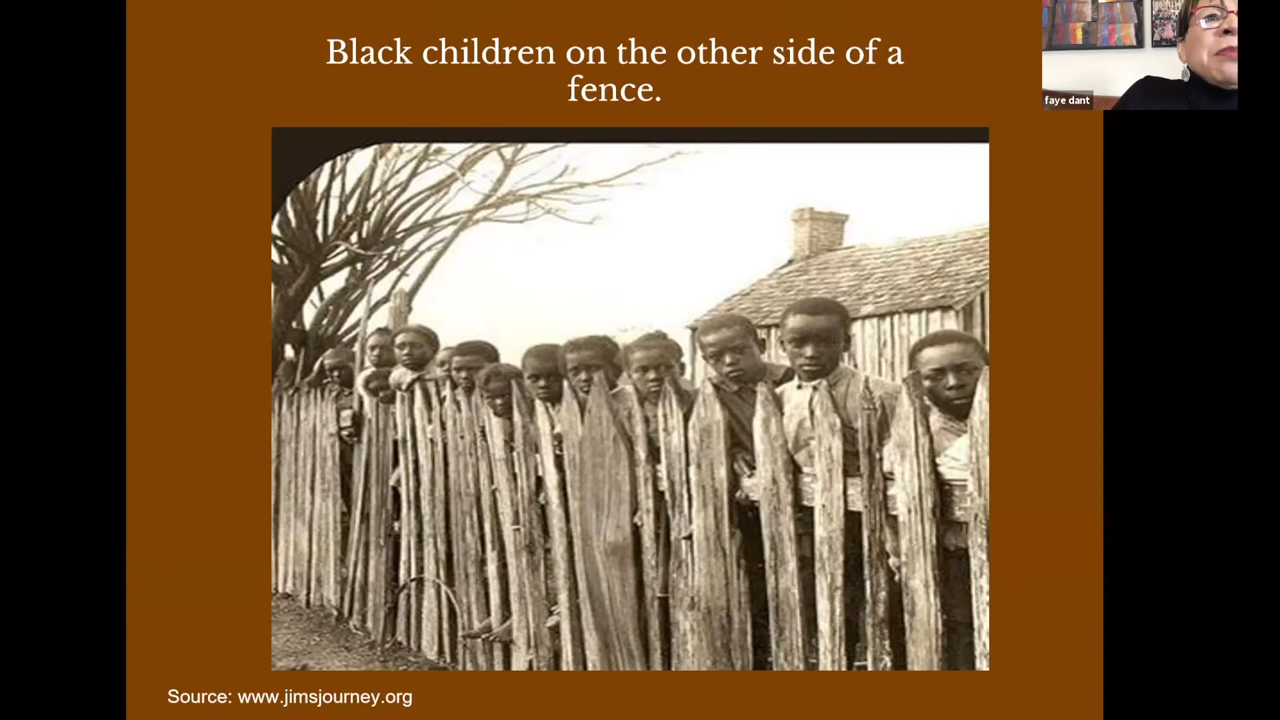 Black children on the other side of a
fence.
faye dant
Source: www.jimsjourney.org